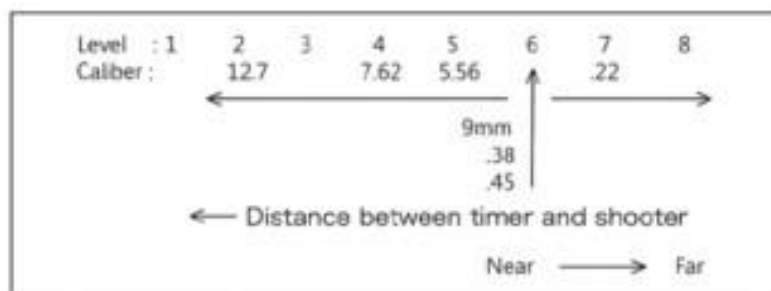 Level : 1 2 3 4 5 6 7 8
Caliber : 12.7 7.62 5.56 .22
9mm
.38
.45
Distance between timer and shooter
Near Far